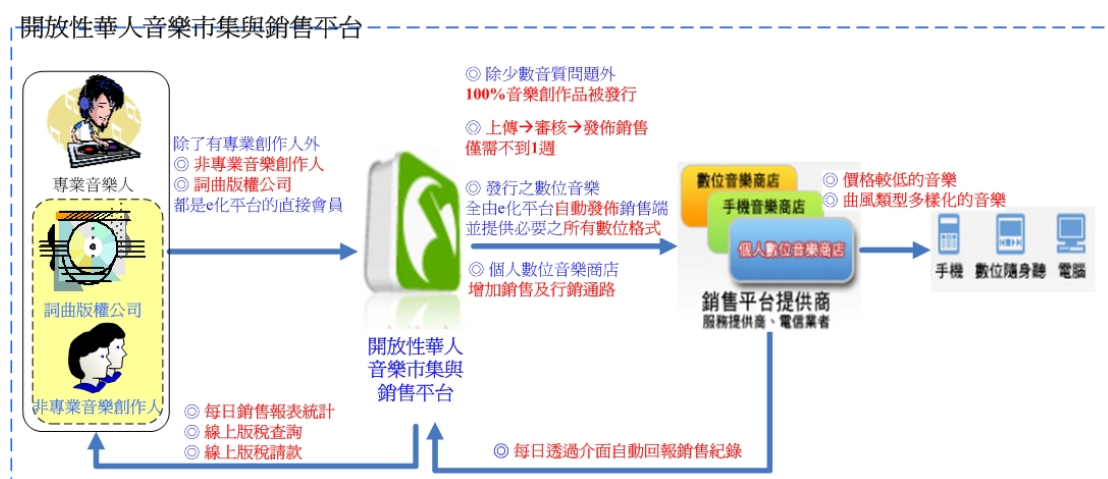 開放性華人音樂市集與銷售平台
專業音樂人
詞曲版權公司
非專業音樂創作人
除了有專業創作人外
◎ 非專業音樂創作人
◎ 詞曲版權公司
都是e化平台的直接會員
開放性華人
音樂市集與
銷售平台
◎ 除少數音質問題外
100%音樂創作品被發行
◎ 上傳→審核→發佈銷售
僅需不到1週
◎ 發行之數位音樂
全由e化平台自動發佈銷售端
並提供必要之所有數位格式
◎ 個人數位音樂商店
增加銷售及行銷通路
數位音樂商店
手機音樂商店
個人數位音樂商店
銷售平台提供商
服務提供商、電信業者
◎ 價格較低的音樂
◎ 曲風類型多樣化的音樂
手機 數位隨身聽 電腦
◎ 每日銷售報表統計
◎ 線上版稅查詢
◎ 線上版稅請款
◎ 每日透過介面自動回報銷售紀錄